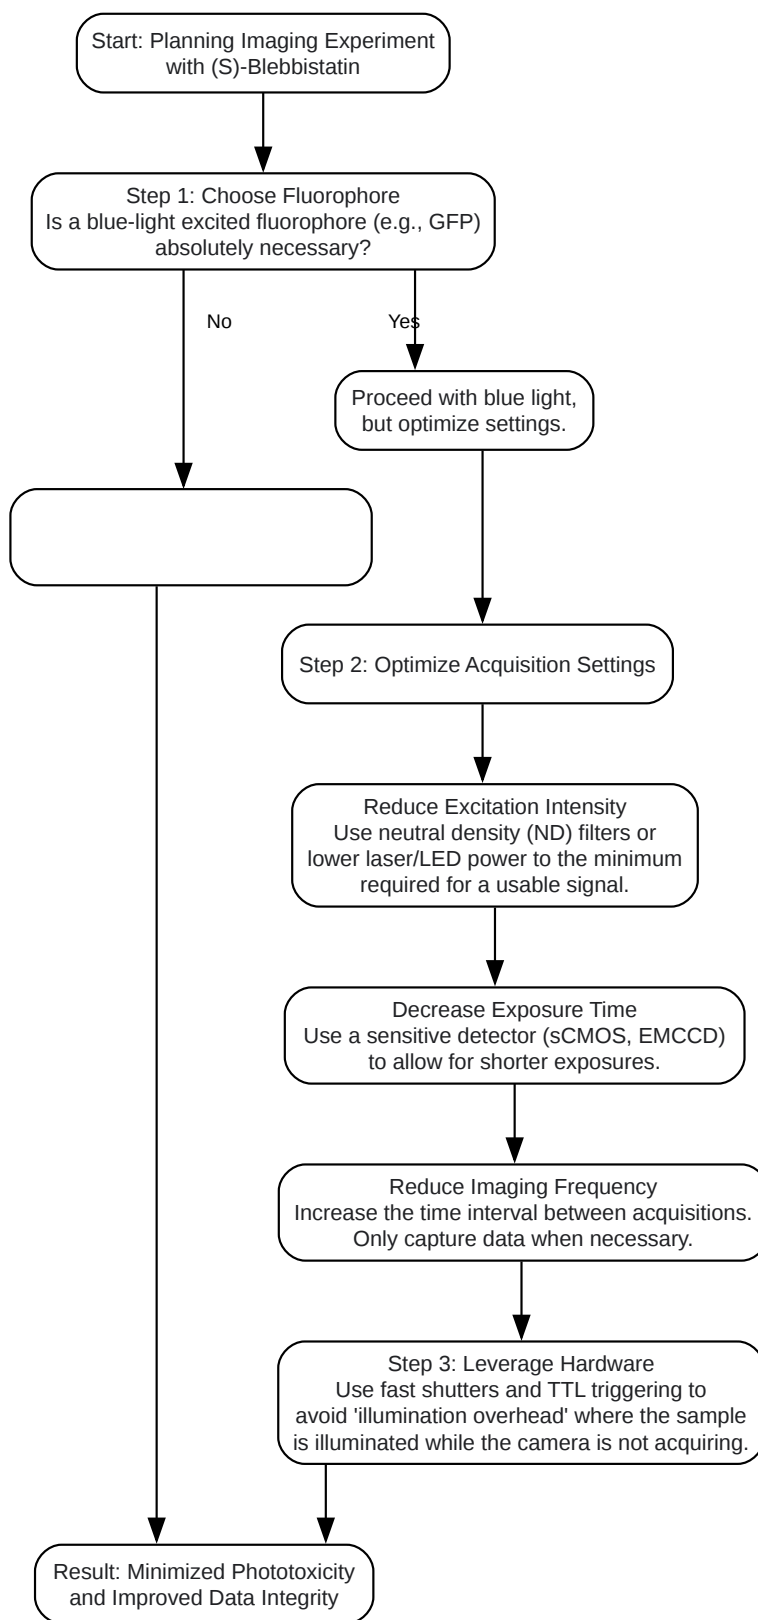 Start: Planning Imaging Experiment
with (S)-Blebbistatin
Step 1: Choose Fluorophore
Is a blue-light excited fluorophore (e.g., GFP)
absolutely necessary?
No
Yes
Proceed with blue light,
but optimize settings.
Step 2: Optimize Acquisition Settings
Reduce Excitation Intensity
Use neutral density (ND) filters or
lower laser/LED power to the minimum
required for a usable signal.
Decrease Exposure Time
Use a sensitive detector (sCMOS, EMCCD)
to allow for shorter exposures.
Reduce Imaging Frequency
Increase the time interval between acquisitions.
Only capture data when necessary.
Step 3: Leverage Hardware
Use fast shutters and TTL triggering to
avoid 'illumination overhead' where the sample
is illuminated while the camera is not acquiring.
Result: Minimized Phototoxicity
and Improved Data Integrity